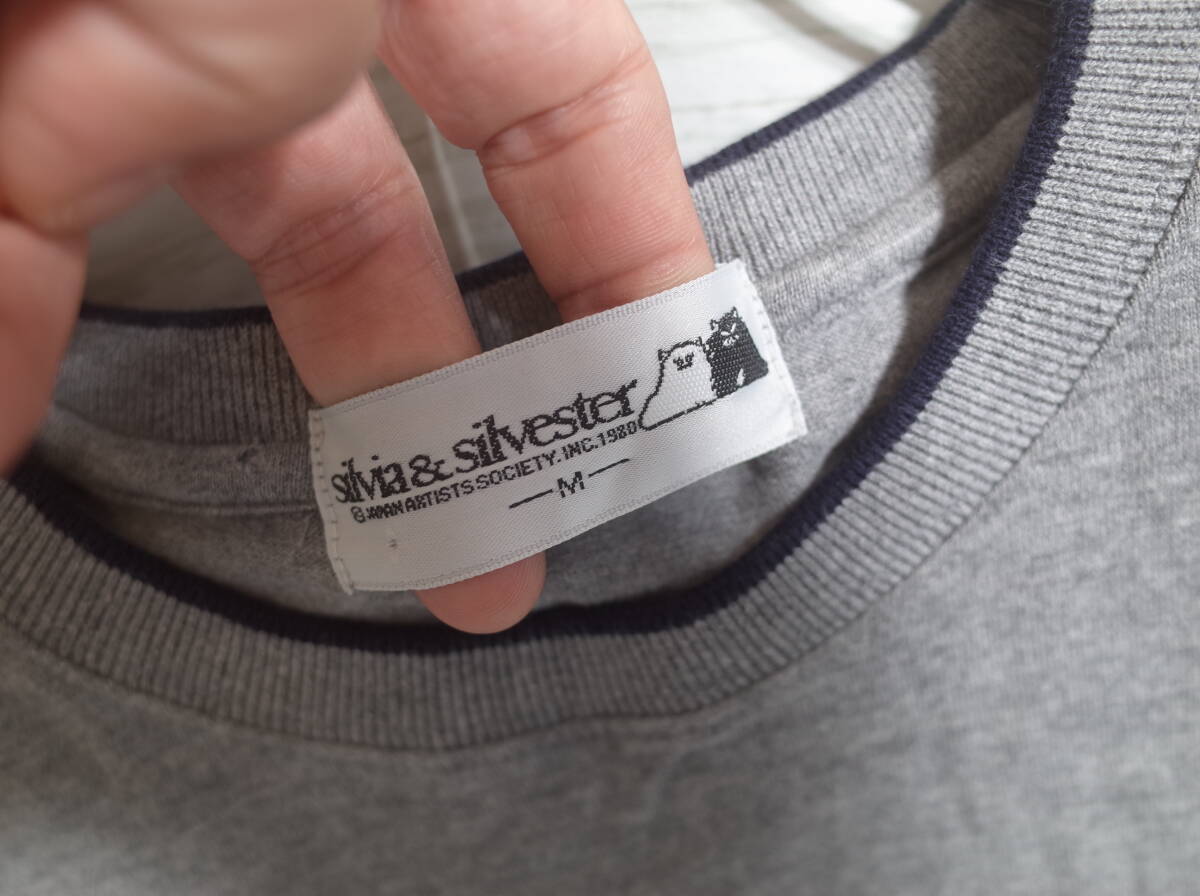 silvia & silvester
© JAPAN ARTISTS SOCIETY. INC. 1980
M